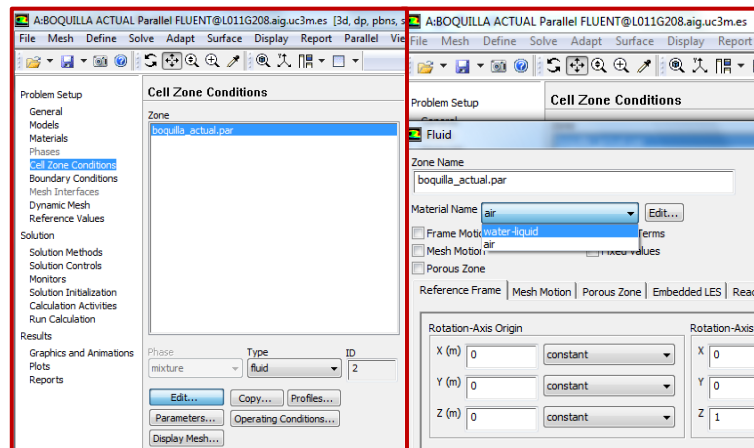 A:BOQUILLA ACTUAL Parallel FLUENT@L011G208.aig.uc3m.es [3d, dp, pbns, s
File Mesh Define Solve Adapt Surface Display Report Parallel Vie
Problem Setup
General
Models
Materials
Phases
Cell Zone Conditions
Boundary Conditions
Mesh Interfaces
Dynamic Mesh
Reference Values
Solution
Solution Methods
Solution Controls
Monitors
Solution Initialization
Calculation Activities
Run Calculation
Results
Graphics and Animations
Plots
Reports
Cell Zone Conditions
Zone
boquilla_actual.par
Phase Type ID
mixture fluid 2
Edit... Copy... Profiles...
Parameters... Operating Conditions...
Display Mesh...
A:BOQUILLA ACTUAL Parallel FLUENT@L011G208.aig.uc3m.es
File Mesh Define Solve Adapt Surface Display Report
Problem Setup
Cell Zone Conditions
Fluid
Zone Name
boquilla_actual.par
Material Name air Edit...
water-liquid
air
Frame Motio Terms
Mesh Motion Fixed Values
Porous Zone
Reference Frame Mesh Motion Porous Zone Embedded LES Reac
Rotation-Axis Origin Rotation-Axis
X (m) 0 constant X 0
Y (m) 0 constant Y 0
Z (m) 0 constant Z 1